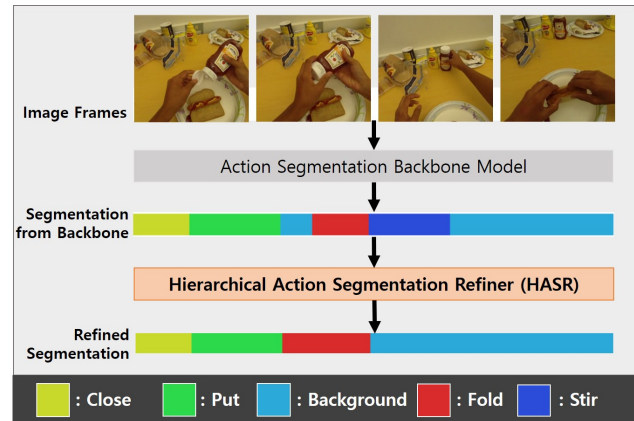 Image Frames
Action Segmentation Backbone Model
Segmentation
from Backbone
Hierarchical Action Segmentation Refiner (HASR)
Refined
Segmentation
: Close : Put : Background : Fold : Stir